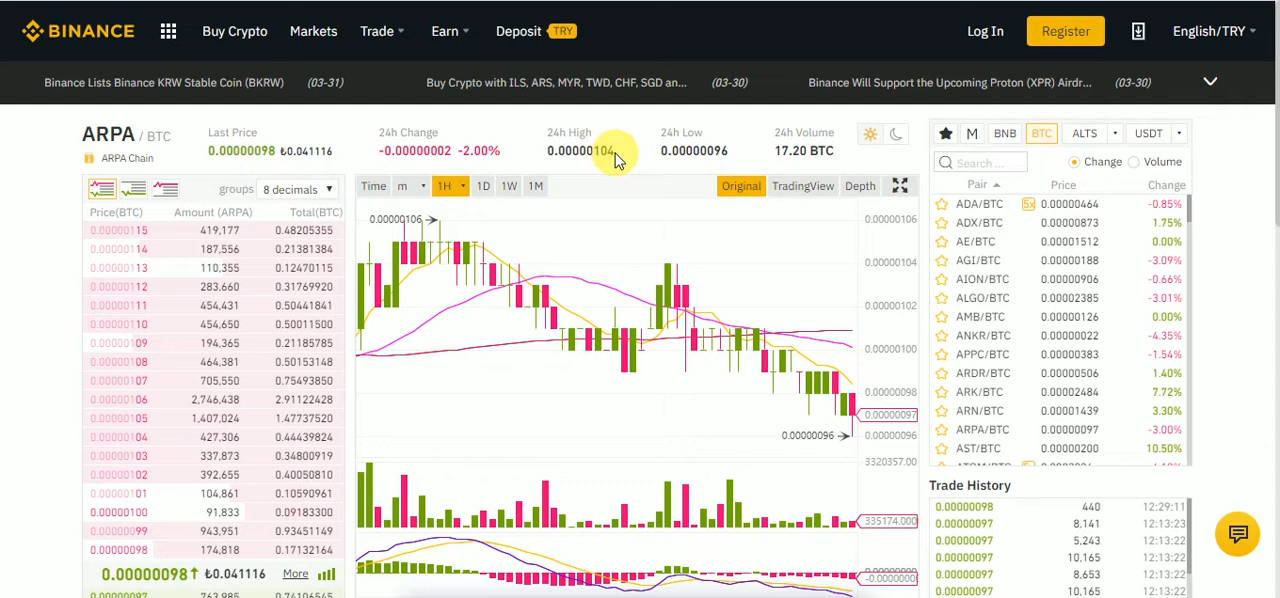 BINANCE Buy Crypto Markets Trade Earn Deposit TRY Log In Register English/TRY
Binance Lists Binance KRW Stable Coin (BKRW) (03-31) Buy Crypto with ILS, ARS, MYR, TWD, CHF, SGD an... (03-30) Binance Will Support the Upcoming Proton (XPR) Airdr... (03-30)
ARPA / BTC
ARPA Chain
Last Price
0.00000098 ₺0.041116
24h Change
-0.00000002 -2.00%
24h High
0.00000104
24h Low
0.00000096
24h Volume
17.20 BTC
groups 8 decimals
Price(BTC) Amount (ARPA) Total(BTC)
0.00000115 419,177 0.48205355
0.00000114 187,556 0.21381384
0.00000113 110,355 0.12470115
0.00000112 283,660 0.31769920
0.00000111 454,431 0.50441841
0.00000110 454,650 0.50011500
0.00000109 194,365 0.21185785
0.00000108 464,381 0.50153148
0.00000107 705,550 0.75493850
0.00000106 2,746,438 2.91122428
0.00000105 1,407,024 1.47737520
0.00000104 427,306 0.44439824
0.00000103 337,873 0.34800919
0.00000102 392,655 0.40050810
0.00000101 104,861 0.10590961
0.00000100 91,833 0.09183300
0.00000099 943,951 0.93451149
0.00000098 174,818 0.17132164
0.00000098↑ ₺0.041116 More
0.00000097 763,985 0.74106545
Time m 1H 1D 1W 1M Original TradingView Depth
0.00000106
0.00000096
0.00000106
0.00000104
0.00000102
0.00000100
0.00000098
0.00000097
0.00000096
3320357.00
335174.000
-0.0000000
M BNB BTC ALTS USDT
Search ... Change Volume
Pair Price Change
ADA/BTC 5x 0.00000464 -0.85%
ADX/BTC 0.00000873 1.75%
AE/BTC 0.00001512 0.00%
AGI/BTC 0.00000188 -3.09%
AION/BTC 0.00000906 -0.66%
ALGO/BTC 0.00002385 -3.01%
AMB/BTC 0.00000126 0.00%
ANKR/BTC 0.00000022 -4.35%
APPC/BTC 0.00000383 -1.54%
ARDR/BTC 0.00000506 1.40%
ARK/BTC 0.00002484 7.72%
ARN/BTC 0.00001439 3.30%
ARPA/BTC 0.00000097 -3.00%
AST/BTC 0.00000200 10.50%
Trade History
0.00000098 440 12:29:11
0.00000097 8,141 12:13:23
0.00000097 5,243 12:13:22
0.00000097 10,165 12:13:22
0.00000097 8,653 12:13:22
0.00000097 10,165 12:13:22